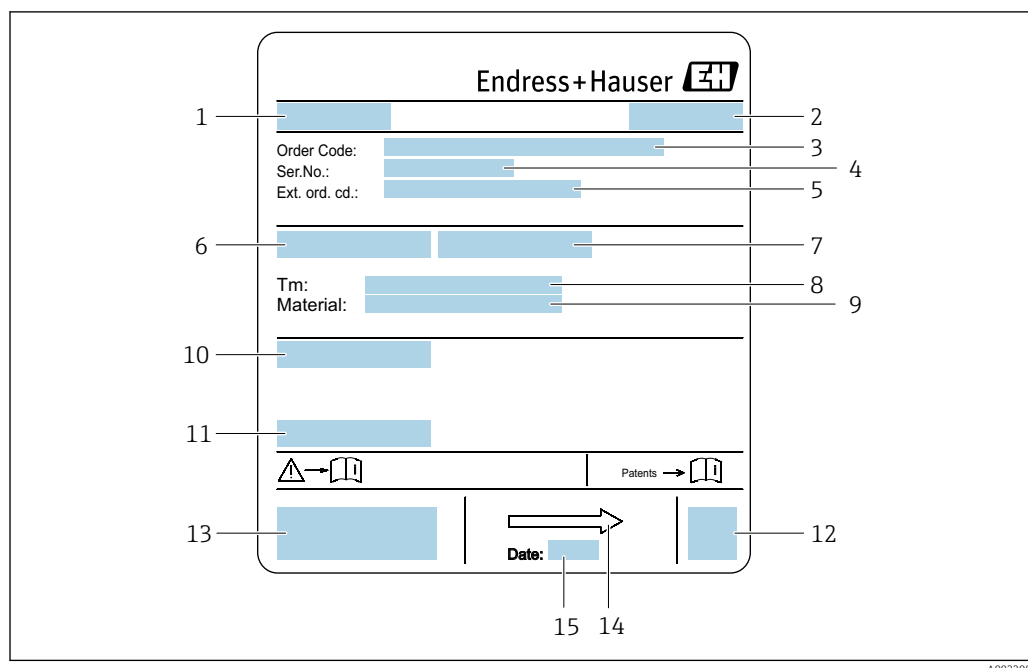 Endress+Hauser EH
1
2
Order Code:
3
Ser.No.:
4
Ext. ord. cd.:
5
6
7
Tm:
8
Material:
9
10
11
Patents
13
12
Date:
15
14